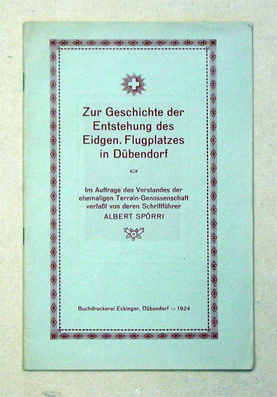 Zur Geschichte der
Entstehung des
Eidgen. Flugplatzes
in Dübendorf
Im Auftrage des Vorstandes der
ehemaligen Terrain-Genossenschaft
verfaßt von deren Schriftführer
ALBERT SPÖRRI
Buchdruckerei Eckinger, Dübendorf - 1924